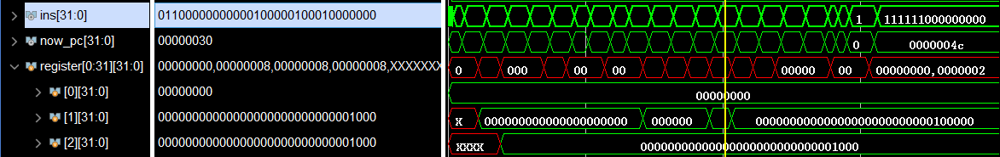 ins[31:0] 01100000000000100000100010000000 1 111111000000000
now_pc[31:0] 00000030 0 0000004c
register[0:31][31:0] 00000000,00000008,00000008,00000008,XXXXXXX 0 000 00 00 00000 00 00000000,0000002
[0][31:0] 00000000 00000000
[1][31:0] 00000000000000000000000000001000 X 000000000000000000000 000000 00000000000000000000000000100000
[2][31:0] 00000000000000000000000000001000 XXXX 00000000000000000000000000001000